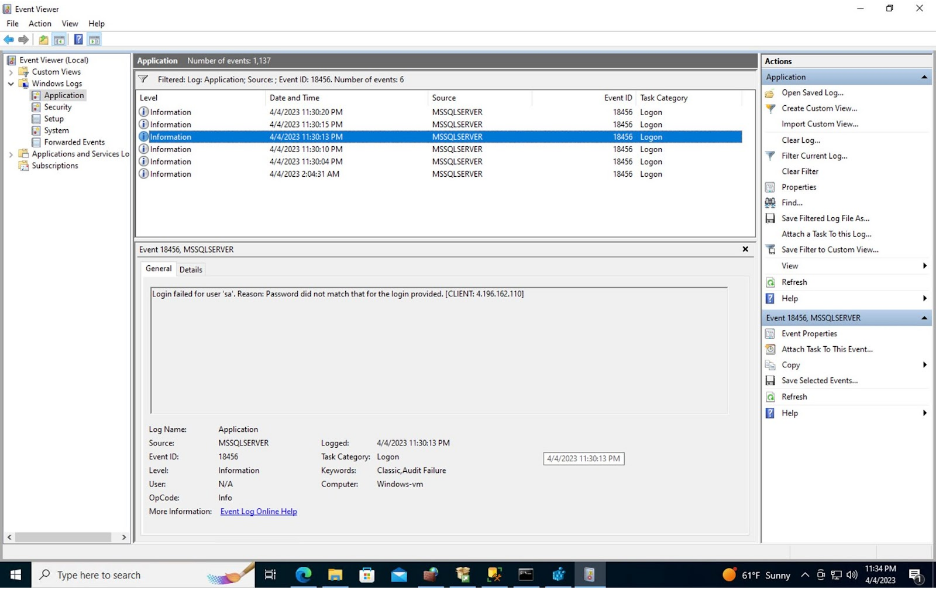 Event Viewer
File Action View Help
Event Viewer (Local)
Custom Views
Windows Logs
Application
Security
Setup
System
Forwarded Events
Applications and Services Lo
Subscriptions
Application Number of events: 1,137
Filtered: Log: Application; Source: ; Event ID: 18456. Number of events: 6
Level Date and Time Source Event ID Task Category
Information 4/4/2023 11:30:20 PM MSSQLSERVER 18456 Logon
Information 4/4/2023 11:30:15 PM MSSQLSERVER 18456 Logon
Information 4/4/2023 11:30:13 PM MSSQLSERVER 18456 Logon
Information 4/4/2023 11:30:10 PM MSSQLSERVER 18456 Logon
Information 4/4/2023 11:30:04 PM MSSQLSERVER 18456 Logon
Information 4/4/2023 2:04:31 AM MSSQLSERVER 18456 Logon
Event 18456, MSSQLSERVER
General Details
Login failed for user 'sa'. Reason: Password did not match that for the login provided. [CLIENT: 4.196.162.110]
Log Name: Application
Source: MSSQLSERVER Logged: 4/4/2023 11:30:13 PM
Event ID: 18456 Task Category: Logon
Level: Information Keywords: Classic,Audit Failure
User: N/A Computer: Windows-vm
OpCode: Info
More Information: Event Log Online Help
4/4/2023 11:30:13 PM
Actions
Application
Open Saved Log...
Create Custom View...
Import Custom View...
Clear Log...
Filter Current Log...
Clear Filter
Properties
Find...
Save Filtered Log File As...
Attach a Task To this Log...
Save Filter to Custom View...
View
Refresh
Help
Event 18456, MSSQLSERVER
Event Properties
Attach Task To This Event...
Copy
Save Selected Events...
Refresh
Help
Type here to search
61°F Sunny
11:34 PM
4/4/2023
1